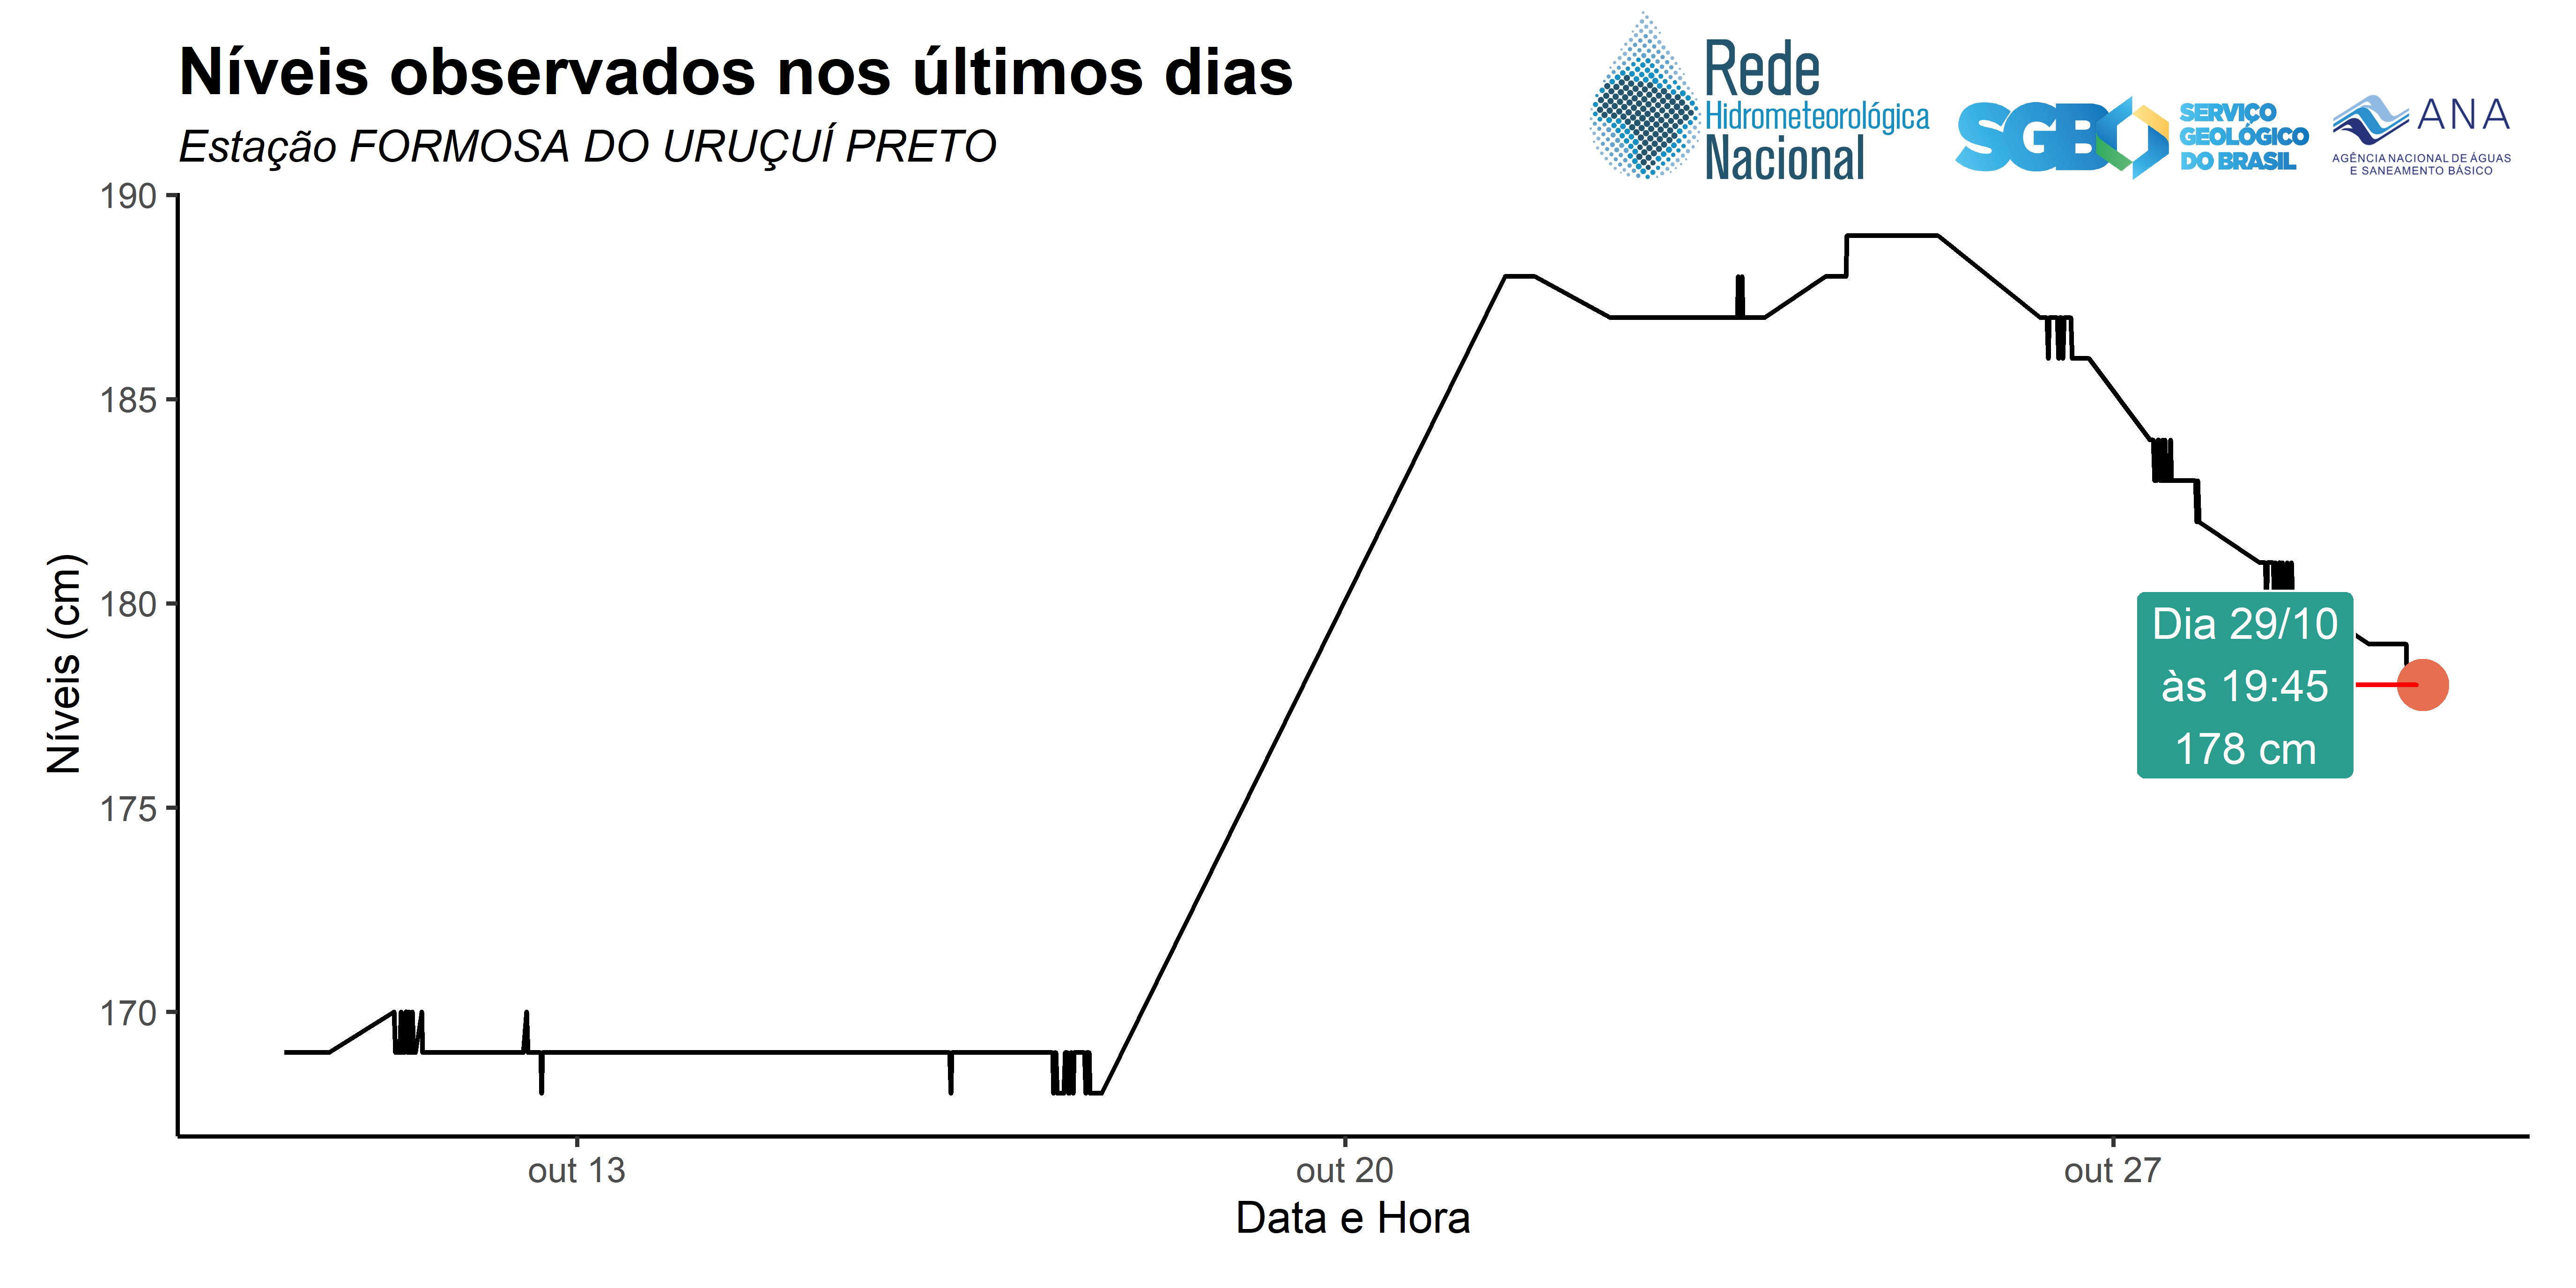 Níveis observados nos últimos dias
Estação FORMOSA DO URUÇUÍ PRETO
Rede
Hidrometeorológica
Nacional
SGB
SERVIÇO
GEOLÓGICO
DO BRASIL
ANA
AGÊNCIA NACIONAL DE ÁGUAS
E SANEAMENTO BÁSICO
190
185
180
175
170
Níveis (cm)
Dia 29/10
às 19:45
178 cm
out 13
out 20
out 27
Data e Hora